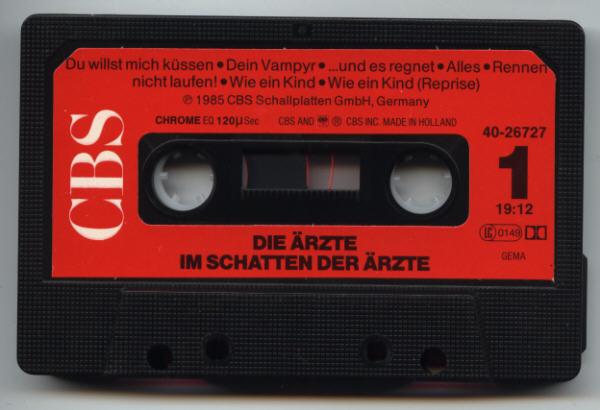 Du willst mich küssen • Dein Vampyr • ...und es regnet • Alles • Rennen
nicht laufen! • Wie ein Kind • Wie ein Kind (Reprise)
℗ 1985 CBS Schallplatten GmbH, Germany
CHROME EQ 120µSec
CBS AND ® CBS INC. MADE IN HOLLAND
40-26727
CBS
1
19:12
LC 0149
DIE ÄRZTE
IM SCHATTEN DER ÄRZTE
GEMA